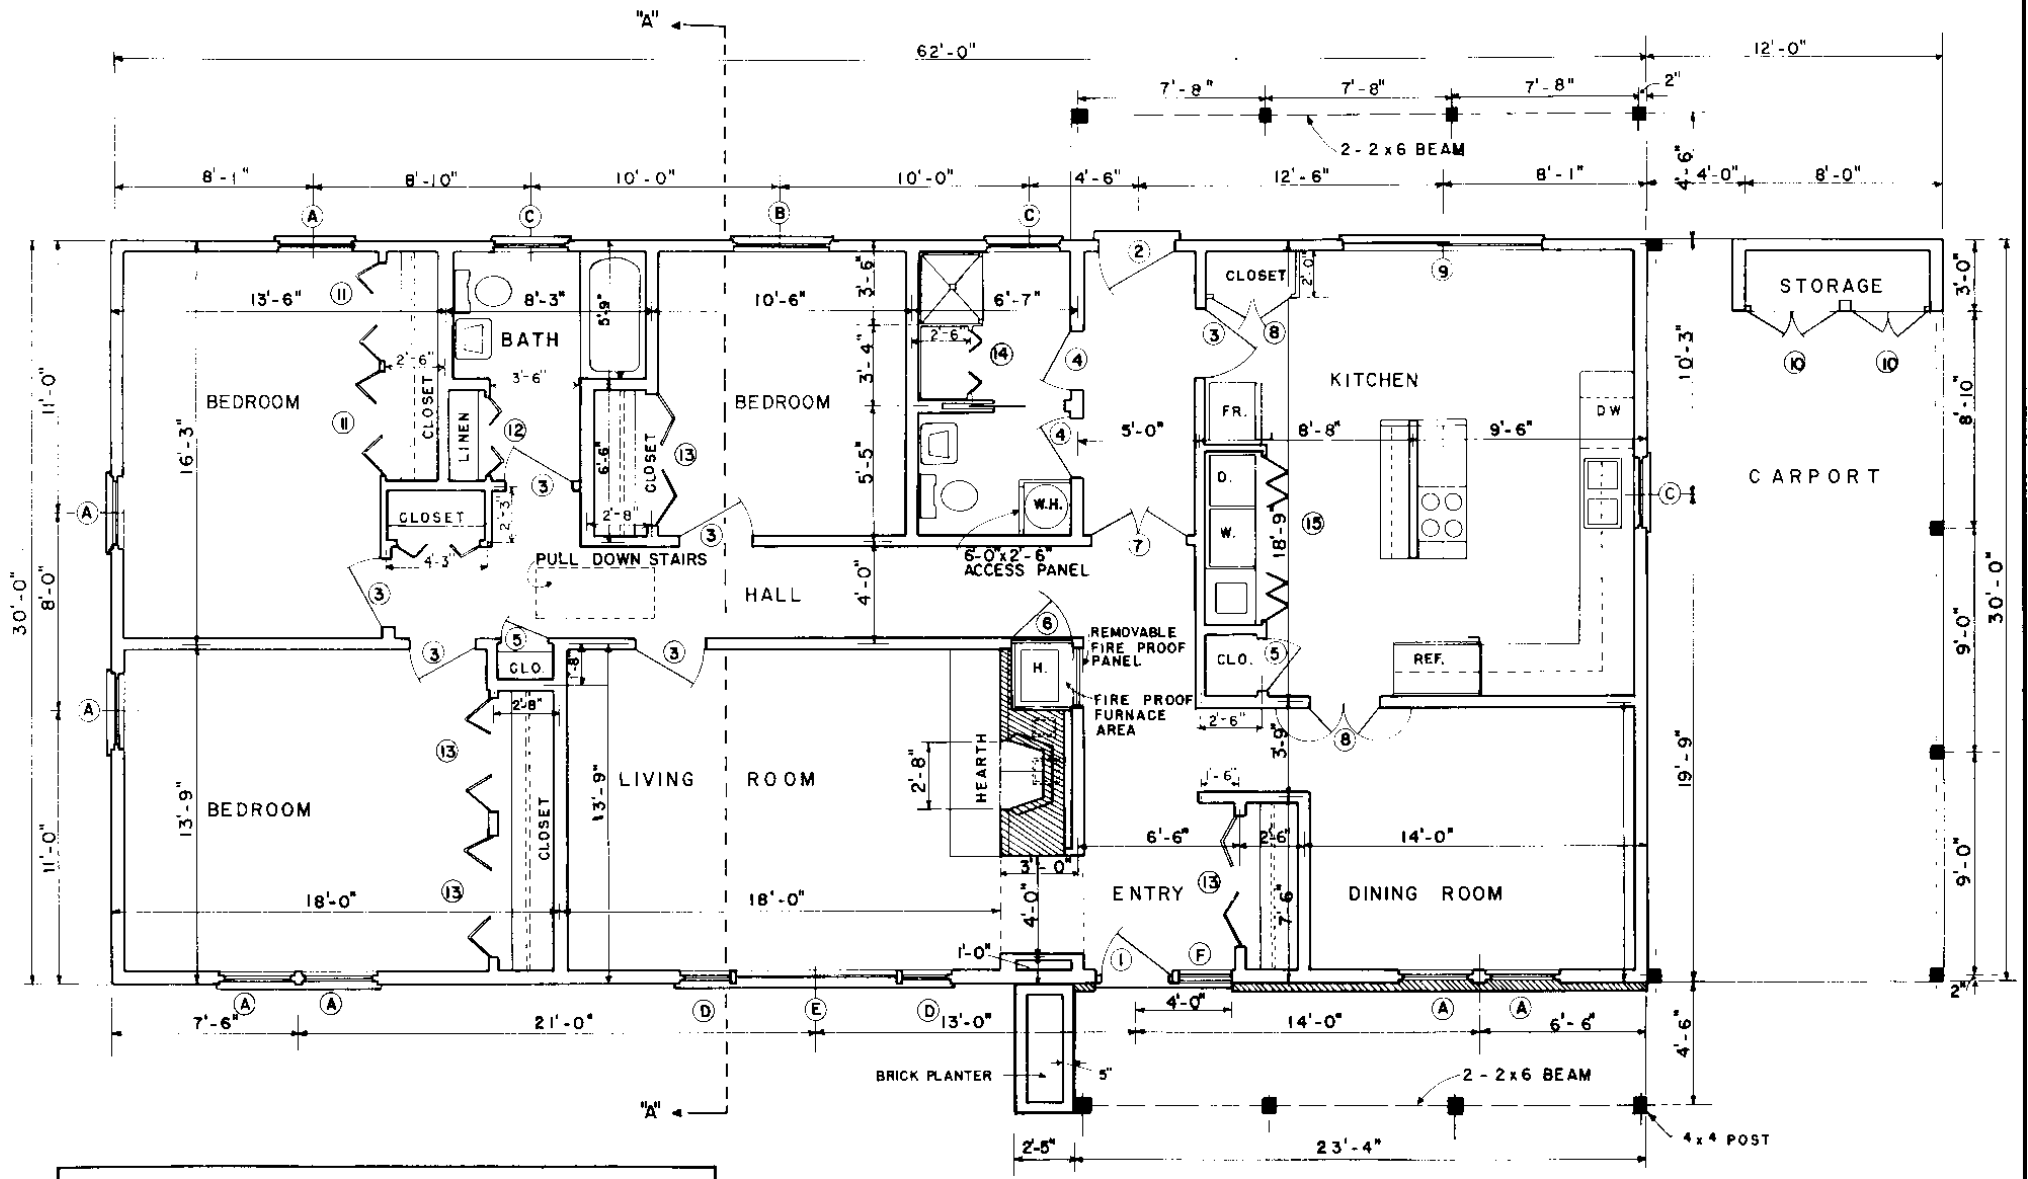 "A"
62'-0"
12'-0"
7'-8"
7'-8"
7'-8"
2"
2-2x6 BEAM
4'-6"
8'-1"
8'-10"
10'-0"
10'-0"
4'-6"
12'-6"
8'-1"
4'-0"
8'-0"
A
C
B
C
2
9
CLOSET
2'-0"
STORAGE
3'-0"
13'-6"
11
8'-3"
5'-9"
10'-6"
3'-6"
6'-7"
3
8
BATH
2'-6"
14
4
10
10
2'-6"
3'-6"
3'-4"
10'-3"
KITCHEN
11'-0"
BEDROOM
11
CLOSET
LINEN
12
BEDROOM
FR.
DW
8'-10"
16'-3"
6'-6"
CLOSET
13
5'-5"
4
5'-0"
8'-8"
9'-6"
CARPORT
3
D.
C
A
CLOSET
2'-3"
2'-8"
3
W.H.
7
W.
18'-9"
15
4'-3"
PULL DOWN STAIRS
6-0"x2'-6"
ACCESS PANEL
30'-0"
8'-0"
3
HALL
4'-0"
6
REMOVABLE
FIRE PROOF
PANEL
9'-0"
30'-0"
3
5
CLO.
1'-8"
3
H.
CLO.
5
REF.
A
2'-8"
FIRE PROOF
FURNACE
AREA
2'-6"
3'-9"
8
13
LIVING ROOM
2'-8"
HEARTH
1'-6"
19'-9"
BEDROOM
13'-9"
CLOSET
13'-9"
6'-6"
2'-6"
14'-0"
11'-0"
13
3'-0"
9'-0"
18'-0"
18'-0"
4'-0"
ENTRY
13
7'-6"
DINING ROOM
1'-0"
1
F
2"
A
A
D
E
D
4'-0"
A
A
7'-6"
21'-0"
13'-0"
14'-0"
6'-6"
4'-6"
BRICK PLANTER
5"
2-2x6 BEAM
"A"
2'-5"
23'-4"
4x4 POST